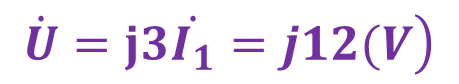 U̇ = j3İ₁ = j12(V)